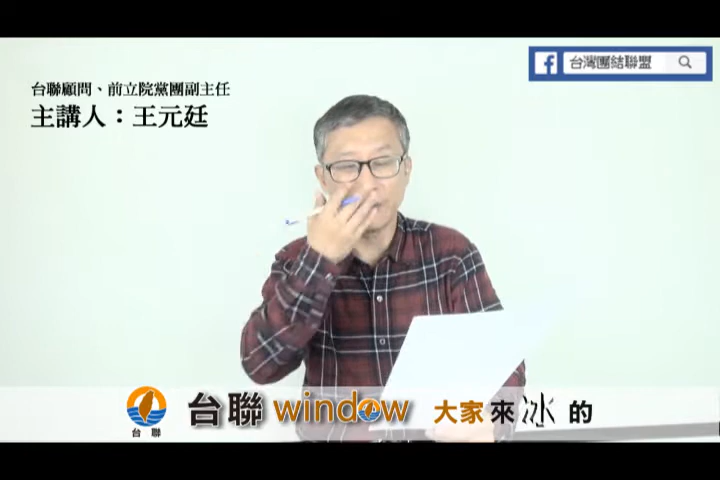 台灣團結聯盟
台聯顧問、前立院黨團副主任
主講人：王元廷
台聯 window 大家來冰的
台聯